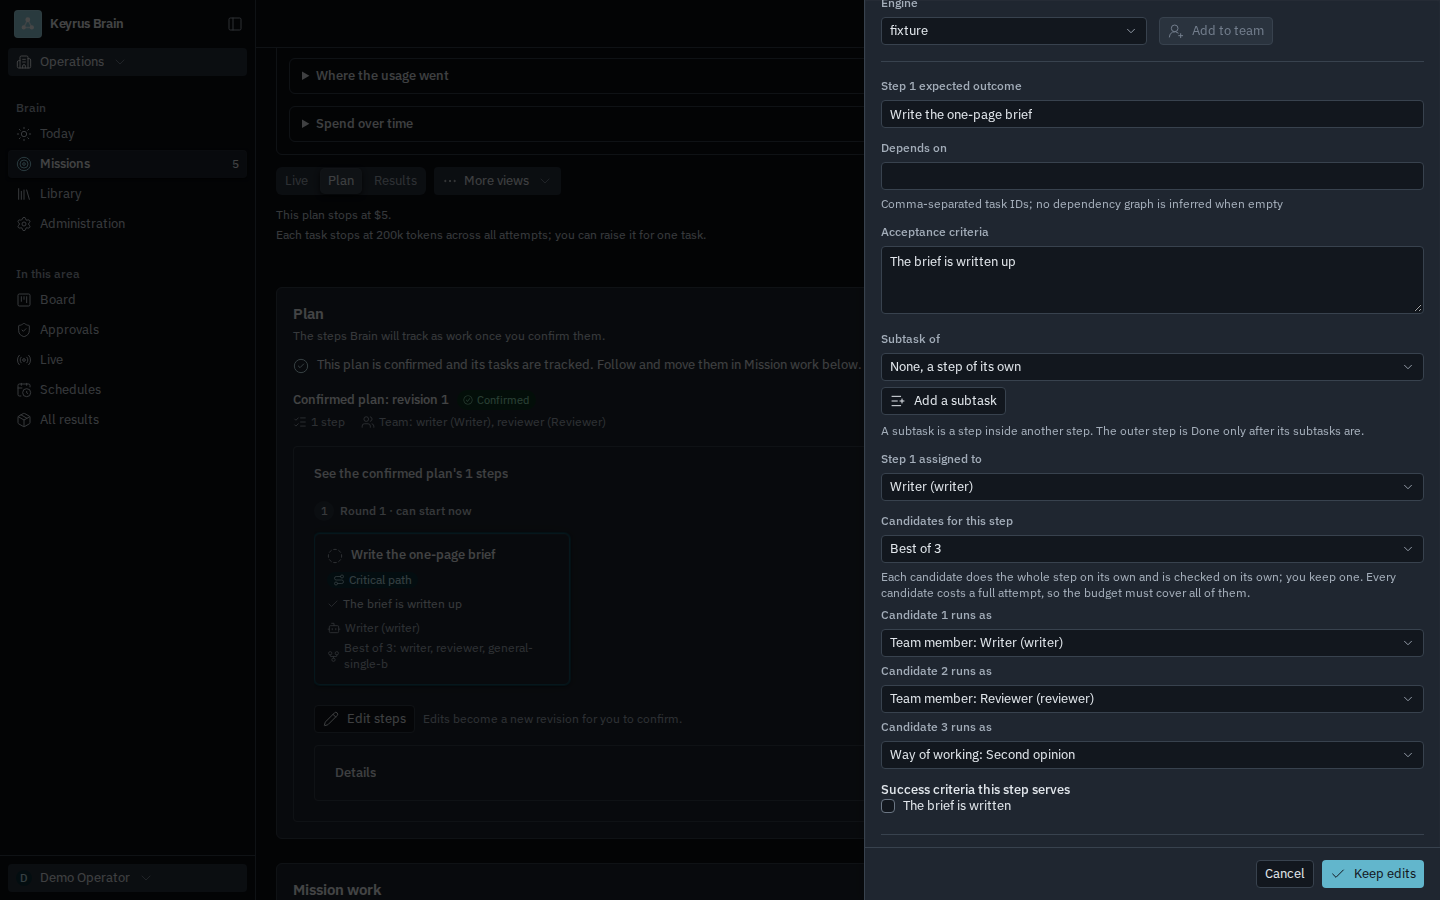 Keyrus Brain
Operations
Brain
Today
Missions 5
Library
Administration
In this area
Board
Approvals
Live
Schedules
All results
D Demo Operator
Where the usage went
Spend over time
Live Plan Results More views
This plan stops at $5.
Each task stops at 200k tokens across all attempts; you can raise it for one task.
Plan
The steps Brain will track as work once you confirm them.
This plan is confirmed and its tasks are tracked. Follow and move them in Mission work below.
Confirmed plan: revision 1 Confirmed
1 step Team: writer (Writer), reviewer (Reviewer)
See the confirmed plan's 1 steps
1 Round 1 · can start now
Write the one-page brief
Critical path
The brief is written up
Writer (writer)
Best of 3: writer, reviewer, general-
single-b
Edit steps Edits become a new revision for you to confirm.
Details
Mission work
Engine
fixture Add to team
Step 1 expected outcome
Write the one-page brief
Depends on
Comma-separated task IDs; no dependency graph is inferred when empty
Acceptance criteria
The brief is written up
Subtask of
None, a step of its own
Add a subtask
A subtask is a step inside another step. The outer step is Done only after its subtasks are.
Step 1 assigned to
Writer (writer)
Candidates for this step
Best of 3
Each candidate does the whole step on its own and is checked on its own; you keep one. Every
candidate costs a full attempt, so the budget must cover all of them.
Candidate 1 runs as
Team member: Writer (writer)
Candidate 2 runs as
Team member: Reviewer (reviewer)
Candidate 3 runs as
Way of working: Second opinion
Success criteria this step serves
The brief is written
Cancel Keep edits